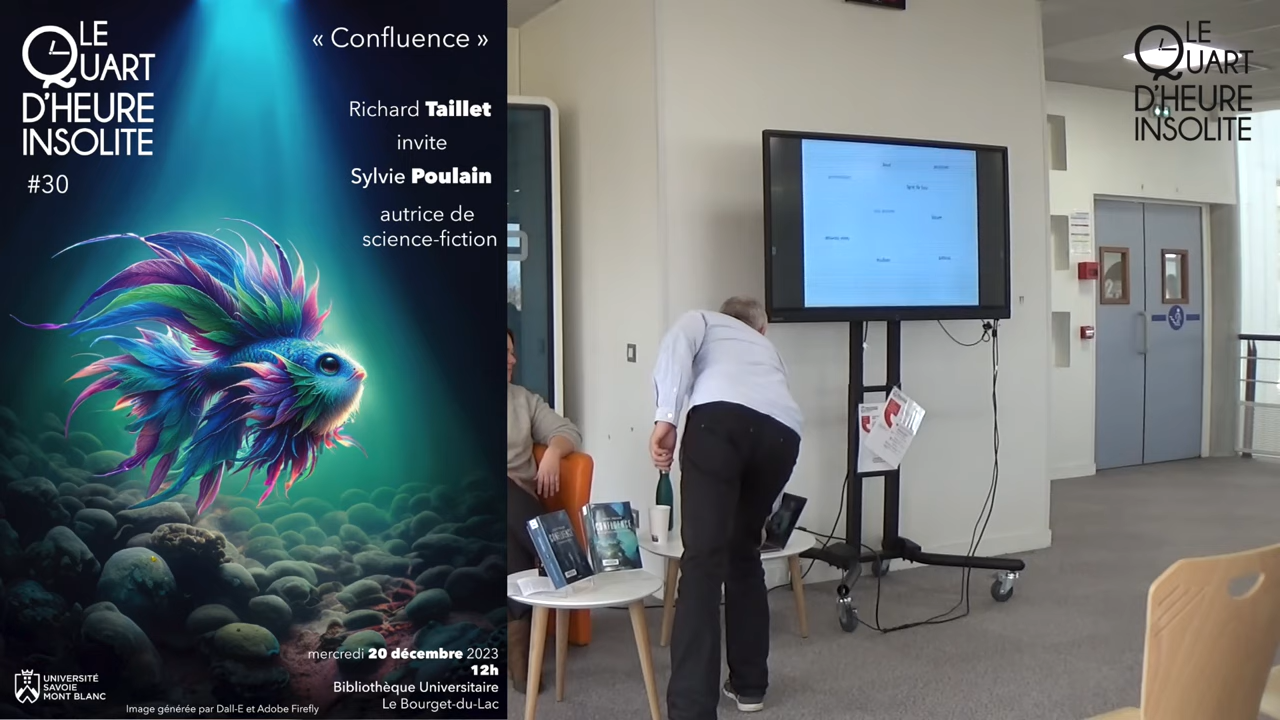 LE
QUART
D'HEURE
INSOLITE
#30
« Confluence »
Richard Taillet
invite
Sylvie Poulain
autrice de
science-fiction
mercredi 20 décembre 2023
12h
Bibliothèque Universitaire
Le Bourget-du-Lac
UNIVERSITÉ
SAVOIE
MONT BLANC
Image générée par Dall-E et Adobe Firefly
LE
QUART
D'HEURE
INSOLITE
CONFLUENCE